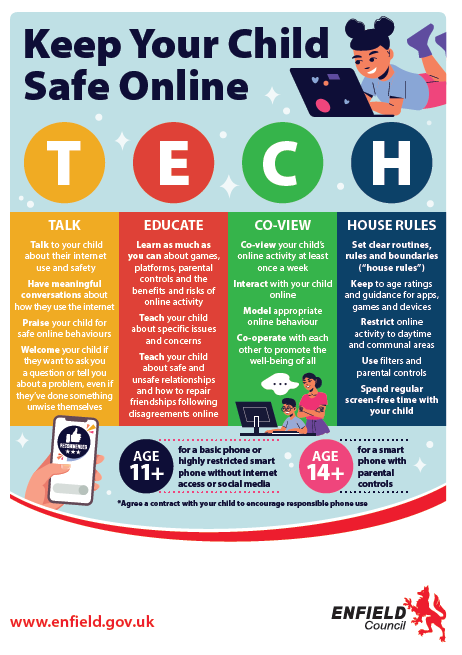 Keep Your Child
Safe Online
T E C H
TALK
Talk to your child
about their internet
use and safety
Have meaningful
conversations about
how they use the internet
Praise your child for
safe online behaviours
Welcome your child if
they want to ask you
a question or tell you
about a problem, even if
they've done something
unwise themselves
EDUCATE
Learn as much as
you can about games,
platforms, parental
controls and the
benefits and risks of
online activity
Teach your child
about specific issues
and concerns
Teach your child
about safe and
unsafe relationships
and how to repair
friendships following
disagreements online
CO-VIEW
Co-view your child's
online activity at least
once a week
Interact with your child
online
Model appropriate
online behaviour
Co-operate with each
other to promote the
well-being of all
HOUSE RULES
Set clear routines,
rules and boundaries
("house rules")
Keep to age ratings
and guidance for apps,
games and devices
Restrict online
activity to daytime
and communal areas
Use filters and
parental controls
Spend regular
screen-free time with
your child
RECOMMENDED
AGE
11+
for a basic phone or
highly restricted smart
phone without internet
access or social media
AGE
14+
for a smart
phone with
parental
controls
*Agree a contract with your child to encourage responsible phone use
www.enfield.gov.uk
ENFIELD
Council